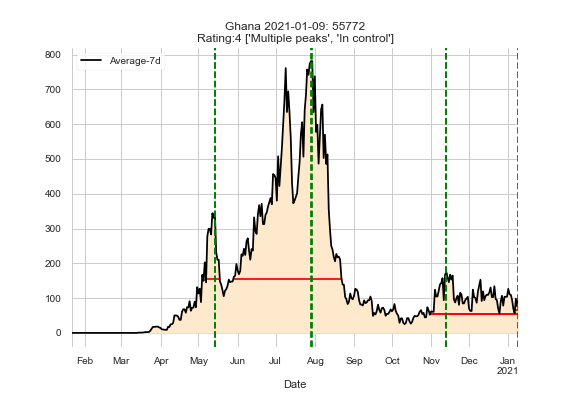 Ghana 2021-01-09: 55772
Rating:4 ['Multiple peaks', 'In control']
Average-7d
800
700
600
500
400
300
200
100
0
Feb Mar Apr May Jun Jul Aug Sep Oct Nov Dec Jan
2021
Date